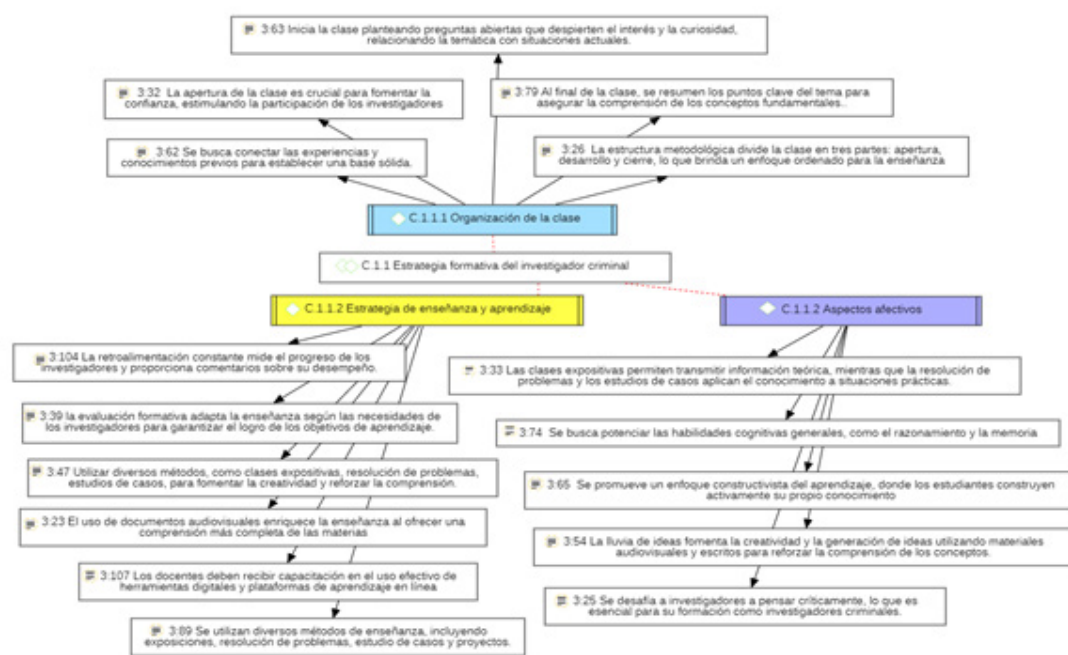 3:63 Inicia la clase planteando preguntas abiertas que despierten el interés y la curiosidad,
relacionando la temática con situaciones actuales.
3:32 La apertura de la clase es crucial para fomentar la
confianza, estimulando la participación de los investigadores
3:79 Al final de la clase, se resumen los puntos clave del tema para
asegurar la comprensión de los conceptos fundamentales..
3:62 Se busca conectar las experiencias y
conocimientos previos para establecer una base sólida.
3:26 La estructura metodológica divide la clase en tres partes: apertura,
desarrollo y cierre, lo que brinda un enfoque ordenado para la enseñanza
C.1.1.1 Organización de la clase
C.1.1 Estrategia formativa del investigador criminal
C.1.1.2 Estrategia de enseñanza y aprendizaje
C.1.1.2 Aspectos afectivos
3:104 La retroalimentación constante mide el progreso de los
investigadores y proporciona comentarios sobre su desempeño.
3:33 Las clases expositivas permiten transmitir información teórica, mientras que la resolución de
problemas y los estudios de casos aplican el conocimiento a situaciones prácticas.
3:39 la evaluación formativa adapta la enseñanza según las necesidades de
los investigadores para garantizar el logro de los objetivos de aprendizaje.
3:74 Se busca potenciar las habilidades cognitivas generales, como el razonamiento y la memoria
3:47 Utilizar diversos métodos, como clases expositivas, resolución de problemas,
estudios de casos, para fomentar la creatividad y reforzar la comprensión.
3:65 Se promueve un enfoque constructivista del aprendizaje, donde los estudiantes construyen
activamente su propio conocimiento
3:23 El uso de documentos audiovisuales enriquece la enseñanza al ofrecer una
comprensión más completa de las materias
3:54 La lluvia de ideas fomenta la creatividad y la generación de ideas utilizando materiales
audiovisuales y escritos para reforzar la comprensión de los conceptos.
3:107 Los docentes deben recibir capacitación en el uso efectivo de
herramientas digitales y plataformas de aprendizaje en línea
3:25 Se desafía a investigadores a pensar críticamente, lo que es
esencial para su formación como investigadores criminales.
3:89 Se utilizan diversos métodos de enseñanza, incluyendo
exposiciones, resolución de problemas, estudio de casos y proyectos.